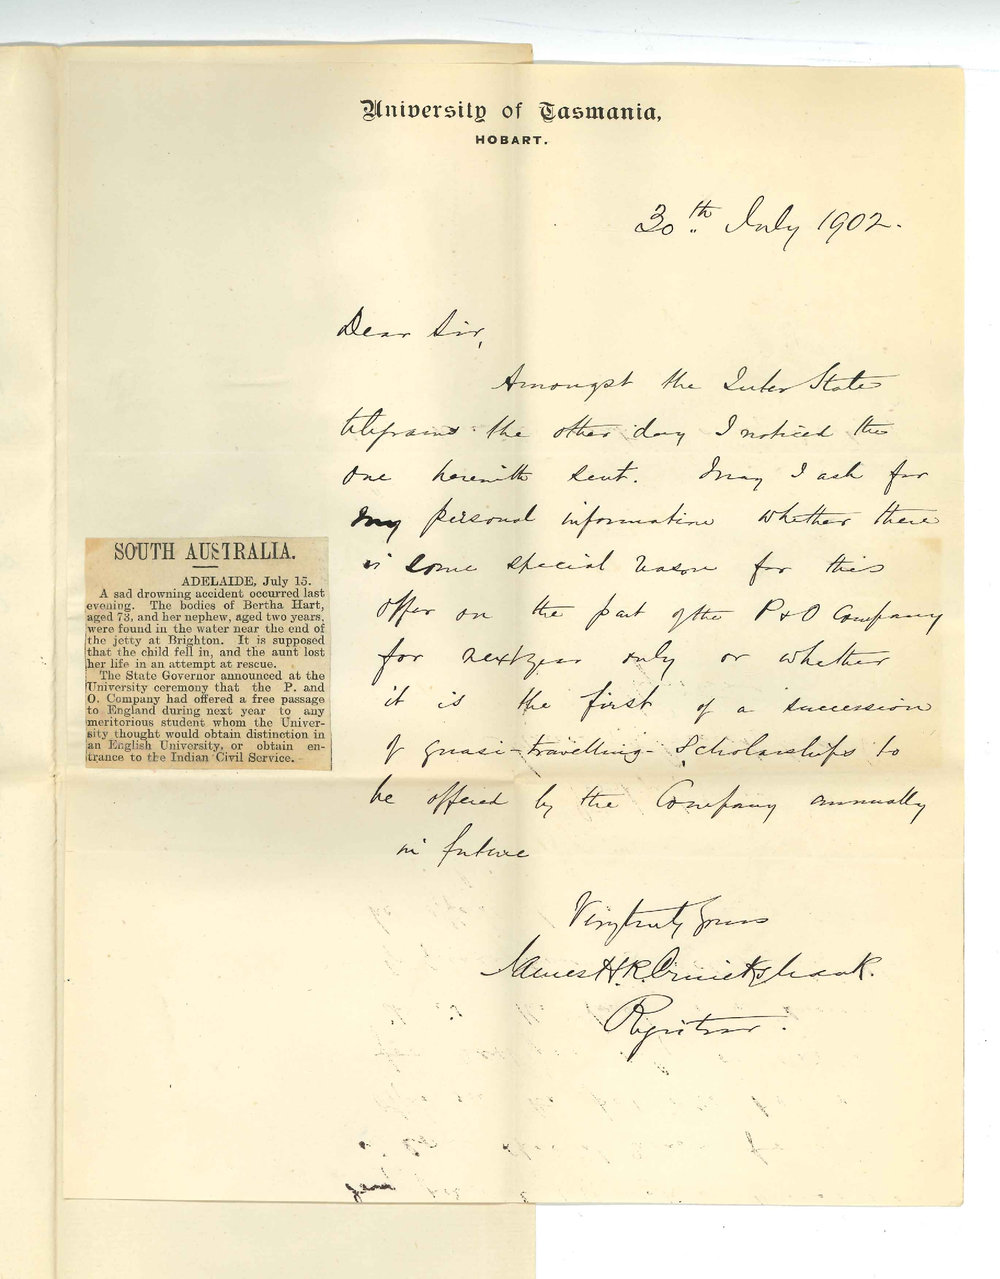 University of Tasmania,
HOBART.
30th July 1902.
Dear Sir,
Amongst the Inter State
telegrams the other day I noticed the
one herewith sent. May I ask for
my personal information whether there
is some special reason for this
offer on the part of the P & O Company
for next year only or whether
it is the first of a succession
of quasi-travelling-Scholarships to
be offered by the Company annually
in future
Very truly yours
James H. R. Cruickshank.
Registrar.
SOUTH AUSTRALIA.
ADELAIDE, July 15.
A sad drowning accident occurred last
evening. The bodies of Bertha Hart,
aged 73, and her nephew, aged two years,
were found in the water near the end of
the jetty at Brighton. It is supposed
that the child fell in, and the aunt lost
her life in an attempt at rescue.
The State Governor announced at the
University ceremony that the P. and
O. Company had offered a free passage
to England during next year to any
meritorious student whom the Univer-
sity thought would obtain distinction in
an English University, or obtain en-
trance to the Indian Civil Service.